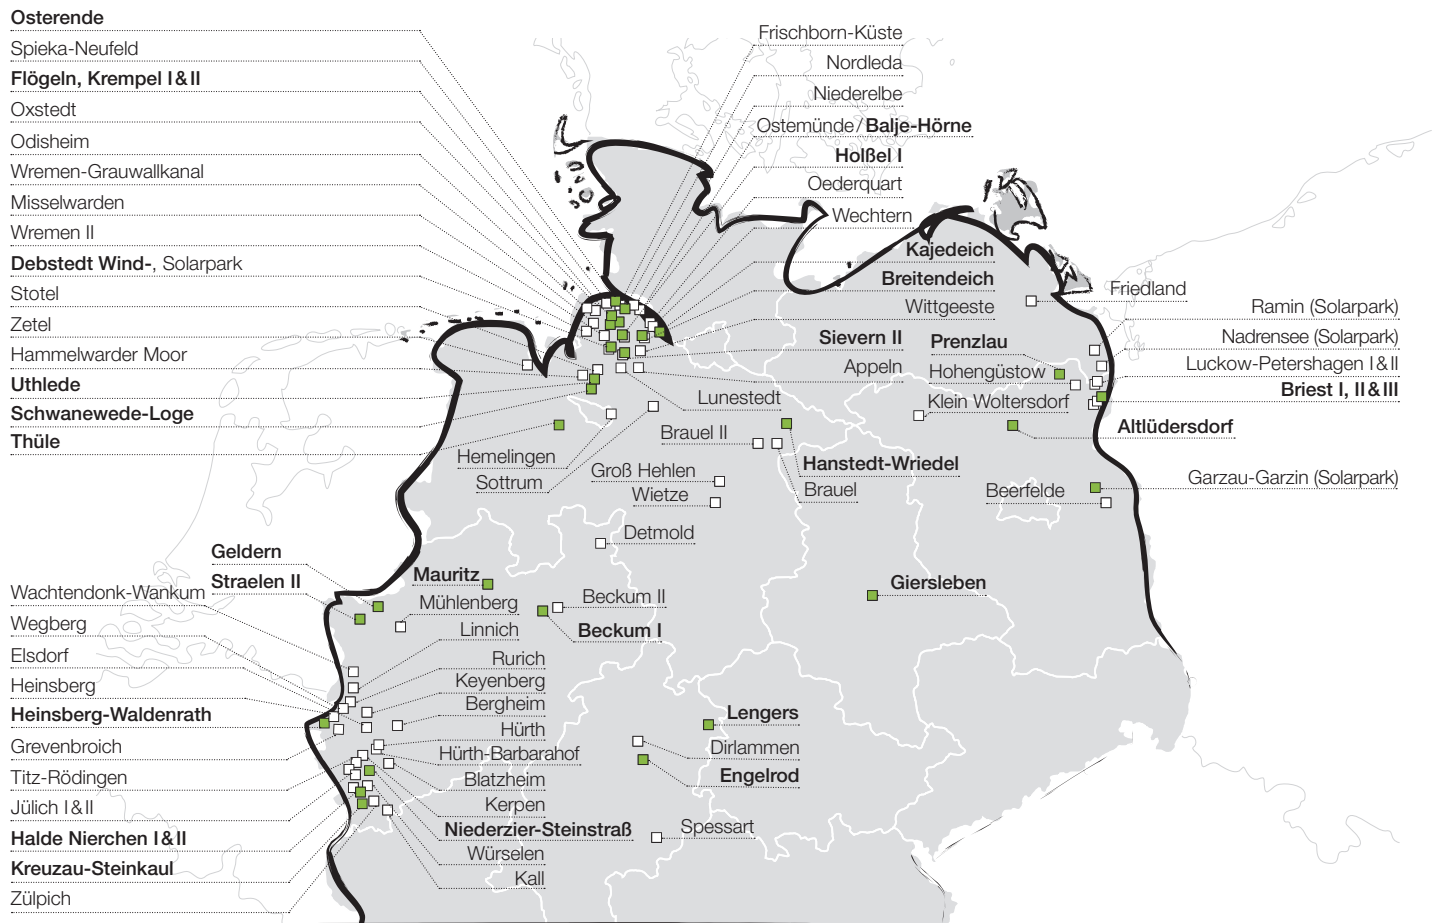 Osterende
Spieka-Neufeld
Flögeln, Krempel I & II
Oxstedt
Odisheim
Wremen-Grauwallkanal
Misselwarden
Wremen II
Debstedt Wind-, Solarpark
Stotel
Zetel
Hammelwarder Moor
Uthlede
Schwanewede-Loge
Thüle
Frischborn-Küste
Nordleda
Niederelbe
Ostemünde / Balje-Hörne
Holßel I
Oederquart
Wechtern
Kajedeich
Breitendeich
Wittgeeste
Sievern II
Appeln
Lunestedt
Brauel II
Hemelingen
Sottrum
Groß Hehlen
Wietze
Detmold
Hanstedt-Wriedel
Brauel
Friedland
Prenzlau
Hohengüstow
Klein Woltersdorf
Ramin (Solarpark)
Nadrensee (Solarpark)
Luckow-Petershagen I & II
Briest I, II & III
Altlüdersdorf
Garzau-Garzin (Solarpark)
Beerfelde
Geldern
Straelen II
Wachtendonk-Wankum
Wegberg
Elsdorf
Heinsberg
Heinsberg-Waldenrath
Grevenbroich
Titz-Rödingen
Jülich I & II
Halde Nierchen I & II
Kreuzau-Steinkaul
Zülpich
Mauritz
Mühlenberg
Beckum II
Beckum I
Giersleben
Linnich
Rurich
Keyenberg
Bergheim
Hürth
Hürth-Barbarahof
Blatzheim
Kerpen
Niederzier-Steinstraß
Würselen
Kall
Lengers
Dirlammen
Engelrod
Spessart